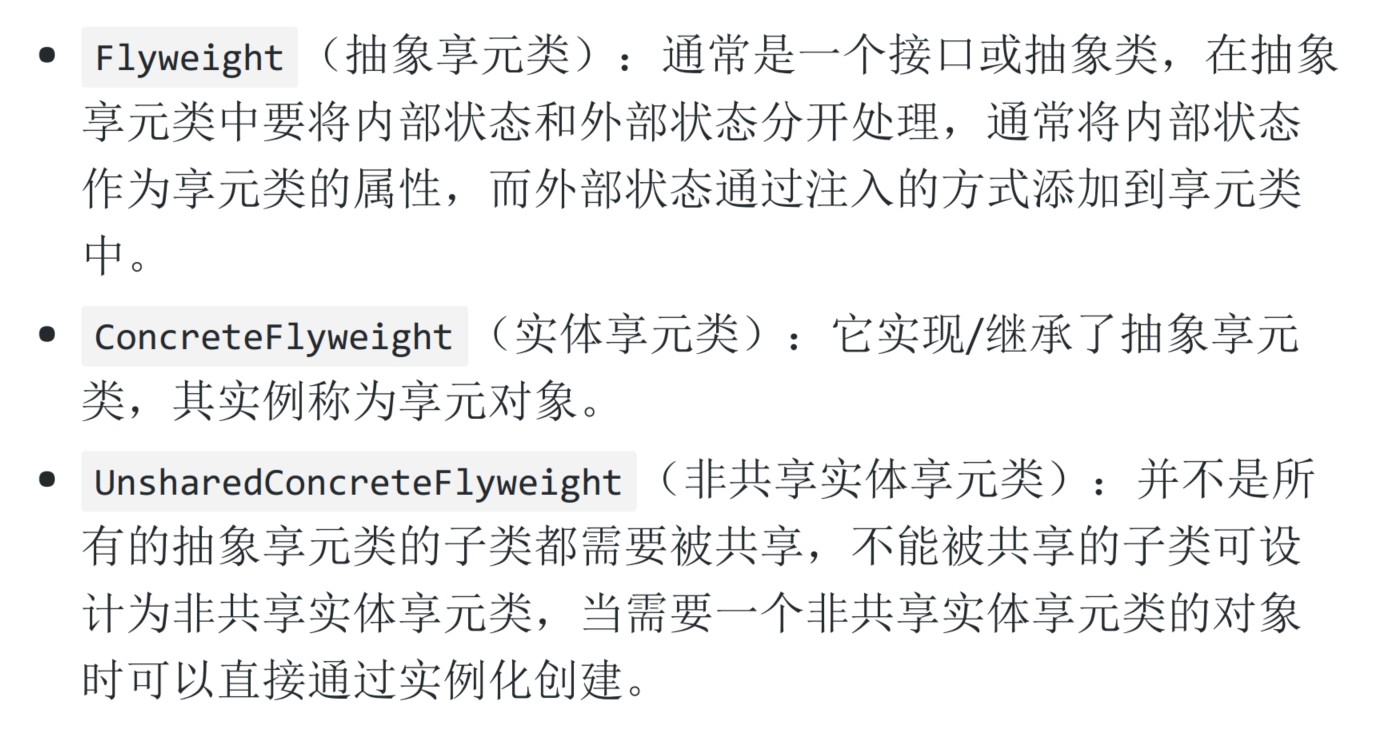 • Flyweight（抽象享元类）：通常是一个接口或抽象类，在抽象
享元类中要将内部状态和外部状态分开处理，通常将内部状态
作为享元类的属性，而外部状态通过注入的方式添加到享元类
中。
• ConcreteFlyweight（实体享元类）：它实现/继承了抽象享元
类，其实例称为享元对象。
• UnsharedConcreteFlyweight（非共享实体享元类）：并不是所
有的抽象享元类的子类都需要被共享，不能被共享的子类可设
计为非共享实体享元类，当需要一个非共享实体享元类的对象
时可以直接通过实例化创建。